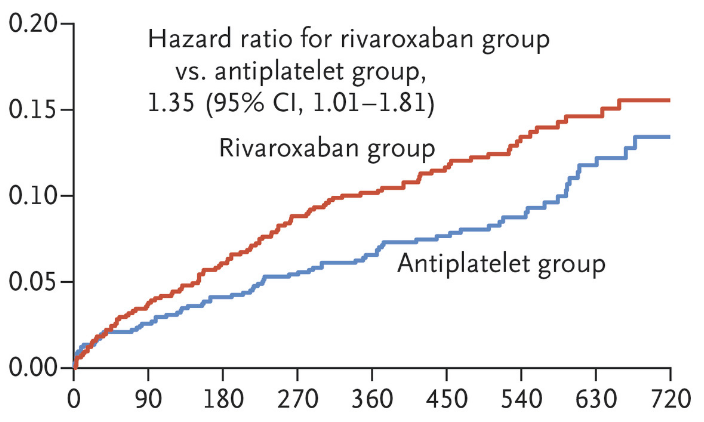 0.20
Hazard ratio for rivaroxaban group
vs. antiplatelet group,
1.35 (95% CI, 1.01–1.81)
0.15
Rivaroxaban group
0.10
Antiplatelet group
0.05
0.00
0 90 180 270 360 450 540 630 720